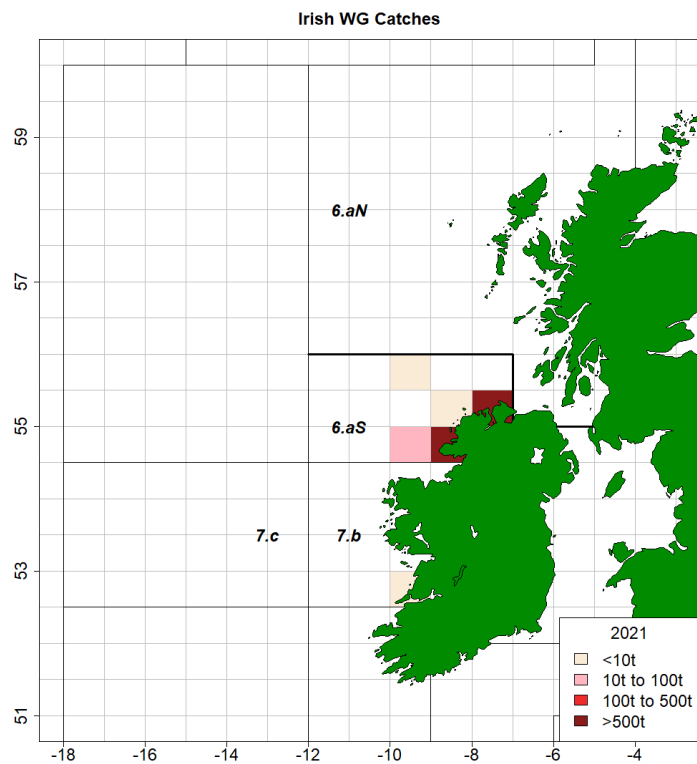 Irish WG Catches
59
6.aN
57
55
6.aS
7.c
7.b
53
2021
<10t
10t to 100t
100t to 500t
>500t
51
-18
-16
-14
-12
-10
-8
-6
-4